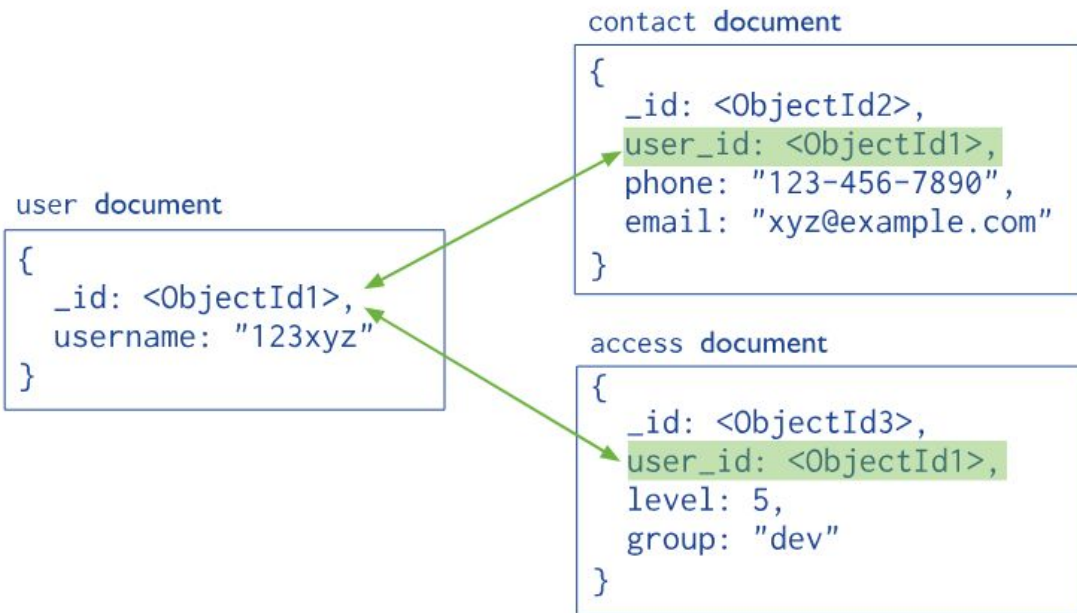 user document
{
_id: <ObjectId1>,
username: "123xyz"
}
contact document
{
_id: <ObjectId2>,
user_id: <ObjectId1>,
phone: "123-456-7890",
email: "xyz@example.com"
}
access document
{
_id: <ObjectId3>,
user_id: <ObjectId1>,
level: 5,
group: "dev"
}